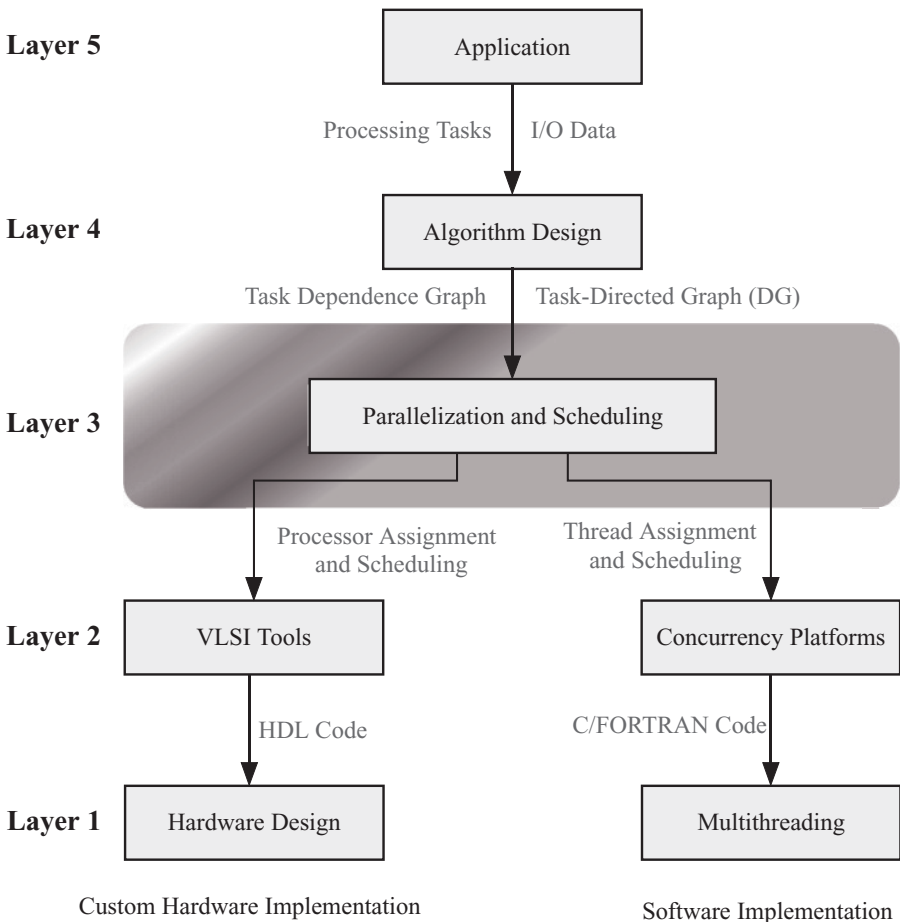 Layer 5
Application
Processing Tasks
I/O Data
Layer 4
Algorithm Design
Task Dependence Graph
Task-Directed Graph (DG)
Layer 3
Parallelization and Scheduling
Processor Assignment
and Scheduling
Thread Assignment
and Scheduling
Layer 2
VLSI Tools
Concurrency Platforms
HDL Code
C/FORTRAN Code
Layer 1
Hardware Design
Multithreading
Custom Hardware Implementation
Software Implementation